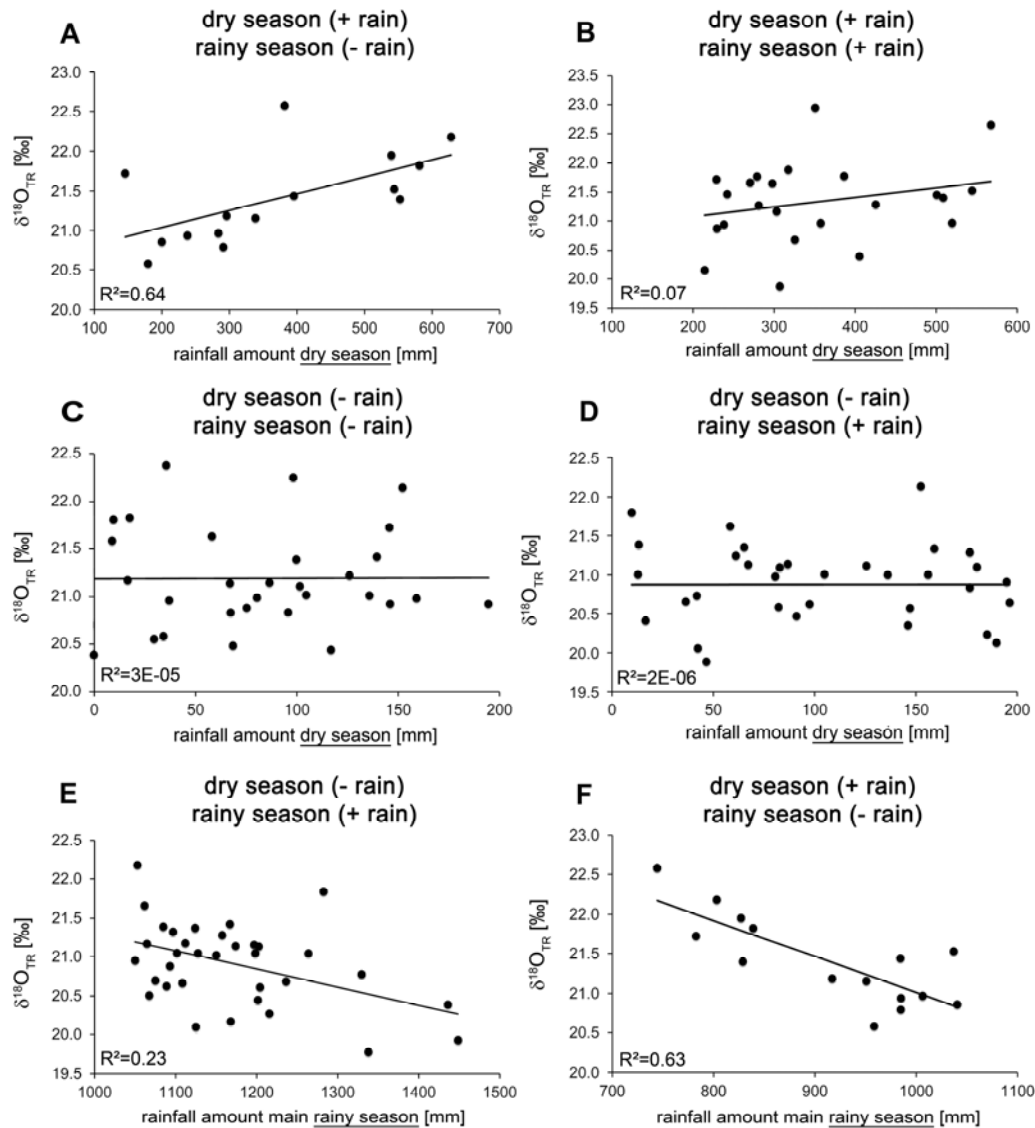 A
dry season (+ rain)
rainy season (- rain)
23.0
22.5
22.0
21.5
21.0
20.5
20.0
δ¹⁸O_TR [‰]
R²=0.64
100 200 300 400 500 600 700
rainfall amount dry season [mm]
B
dry season (+ rain)
rainy season (+ rain)
23.5
23.0
22.5
22.0
21.5
21.0
20.5
20.0
19.5
δ¹⁸O_TR [‰]
R²=0.07
100 200 300 400 500 600
rainfall amount dry season [mm]
C
dry season (- rain)
rainy season (- rain)
22.5
22.0
21.5
21.0
20.5
20.0
δ¹⁸O_TR [‰]
R²=3E-05
0 50 100 150 200
rainfall amount dry season [mm]
D
dry season (- rain)
rainy season (+ rain)
22.5
22.0
21.5
21.0
20.5
20.0
19.5
δ¹⁸O_TR [‰]
R²=2E-06
0 50 100 150 200
rainfall amount dry season [mm]
E
dry season (- rain)
rainy season (+ rain)
22.5
22.0
21.5
21.0
20.5
20.0
19.5
δ¹⁸O_TR [‰]
R²=0.23
1000 1100 1200 1300 1400 1500
rainfall amount main rainy season [mm]
F
dry season (+ rain)
rainy season (- rain)
23.0
22.5
22.0
21.5
21.0
20.5
20.0
δ¹⁸O_TR [‰]
R²=0.63
700 800 900 1000 1100
rainfall amount main rainy season [mm]